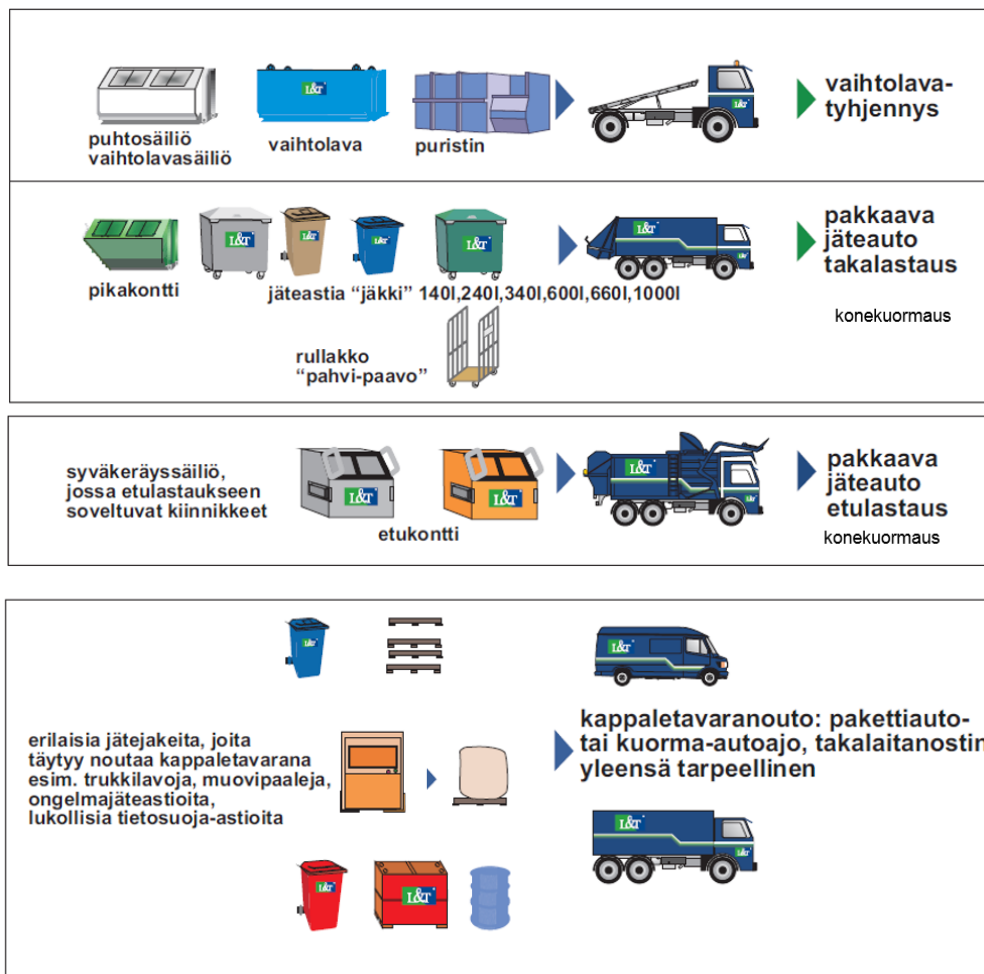 L&T
puhtosäiliö
vaihtolavasäiliö
vaihtolava
puristin
L&T
vaihtolava-
tyhjennys
L&T
L&T
L&T
L&T
L&T
L&T
pikakontti
jäteastia “jäkki” 140l,240l,340l,600l,660l,1000l
pakkaava
jäteauto
takalastaus
konekuormaus
rullakko
“pahvi-paavo”
syväkeräyssäiliö,
jossa etulastaukseen
soveltuvat kiinnikkeet
L&T
L&T
etukontti
L&T
L&T
pakkaava
jäteauto
etulastaus
konekuormaus
L&T
L&T
erilaisia jätejakeita, joita
täytyy noutaa kappaletavarana
esim. trukkilavoja, muovipaaleja,
ongelmajäteastioita,
lukollisia tietosuoja-astioita
kappaletavaranouto: pakettiauto-
tai kuorma-autoajo, takalaitanostin
yleensä tarpeellinen
L&T
L&T
L&T
L&T